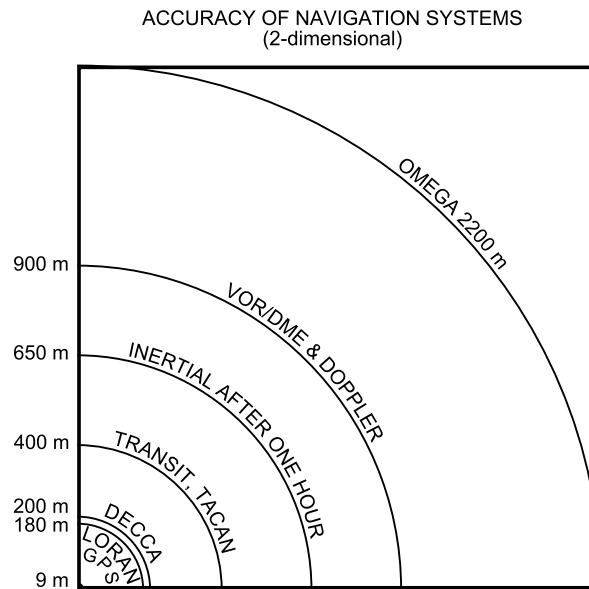 ACCURACY OF NAVIGATION SYSTEMS
(2-dimensional)
OMEGA 2200 m
900 m
VOR/DME & DOPPLER
650 m
INERTIAL AFTER ONE HOUR
400 m
TRANSIT, TACAN
200 m
DECCA
180 m
LORAN
GPS
9 m